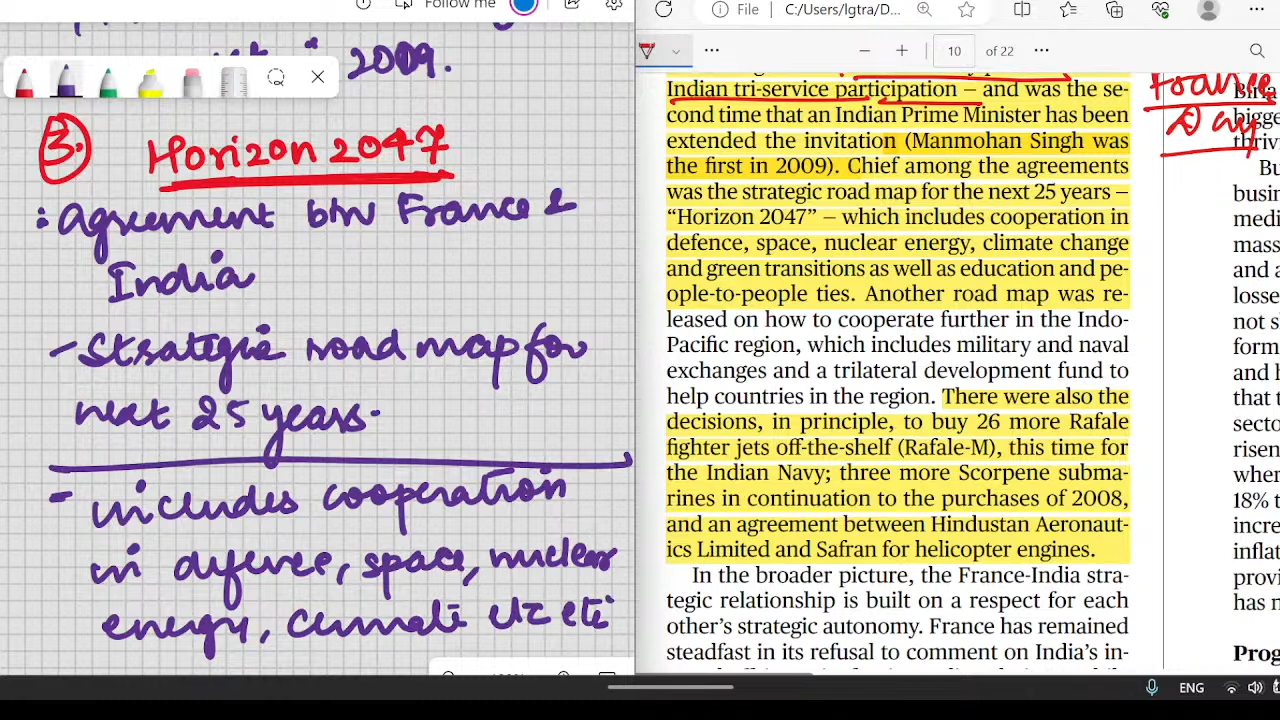 Follow me
in 2009.
3. Horizon 2047
: Agreement btw France &
India
- Strategic road map for
next 25 years.
- includes cooperation
in defence, space, nuclear
energy, climate etc etc
File
C:/Users/lgtra/D...
10 of 22
Indian tri-service participation – and was the se-
cond time that an Indian Prime Minister has been
extended the invitation (Manmohan Singh was
the first in 2009). Chief among the agreements
was the strategic road map for the next 25 years –
“Horizon 2047” – which includes cooperation in
defence, space, nuclear energy, climate change
and green transitions as well as education and pe-
ople-to-people ties. Another road map was re-
leased on how to cooperate further in the Indo-
Pacific region, which includes military and naval
exchanges and a trilateral development fund to
help countries in the region. There were also the
decisions, in principle, to buy 26 more Rafale
fighter jets off-the-shelf (Rafale-M), this time for
the Indian Navy; three more Scorpene subma-
rines in continuation to the purchases of 2008,
and an agreement between Hindustan Aeronaut-
ics Limited and Safran for helicopter engines.
In the broader picture, the France-India stra-
tegic relationship is built on a respect for each
other’s strategic autonomy. France has remained
steadfast in its refusal to comment on India’s in-
France
Day
bigge
thrivi
Bu
busin
medi
mass
and a
losse
not s
form
and h
that t
secto
risen
when
18% t
incre
inflat
provi
has n
Prog
ENG